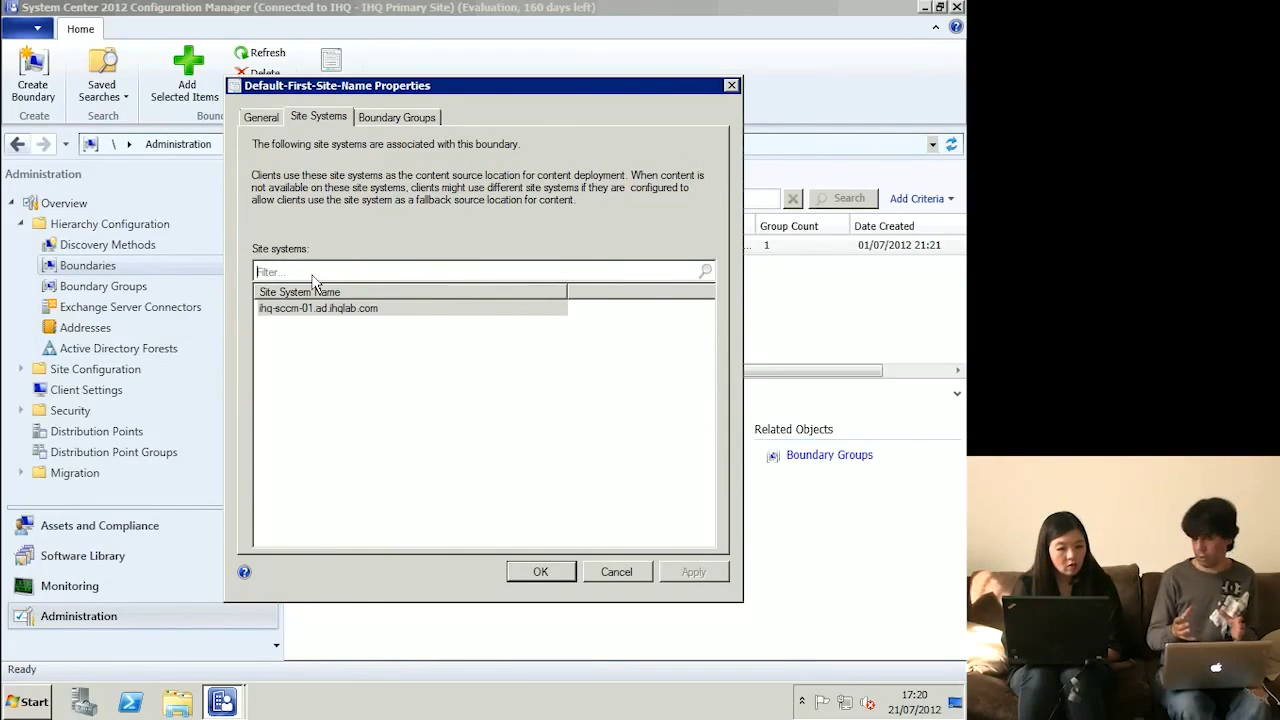 System Center 2012 Configuration Manager (Connected to IHQ - IHQ Primary Site) (Evaluation, 160 days left)
Home
Create Boundary
Saved Searches
Add Selected Items
Refresh
Delete
Create
Search
Boun
\ Administration
Default-First-Site-Name Properties
General
Site Systems
Boundary Groups
The following site systems are associated with this boundary.
Clients use these site systems as the content source location for content deployment. When content is
not available on these site systems, clients might use different site systems if they are configured to
allow clients use the site system as a fallback source location for content.
Site systems:
Filter...
Site System Name
ihq-sccm-01.ad.ihqlab.com
OK
Cancel
Apply
Administration
Overview
Hierarchy Configuration
Discovery Methods
Boundaries
Boundary Groups
Exchange Server Connectors
Addresses
Active Directory Forests
Site Configuration
Client Settings
Security
Distribution Points
Distribution Point Groups
Migration
Assets and Compliance
Software Library
Monitoring
Administration
Search
Add Criteria
Group Count
Date Created
... 1
01/07/2012 21:21
Related Objects
Boundary Groups
Ready
Start
17:20
21/07/2012